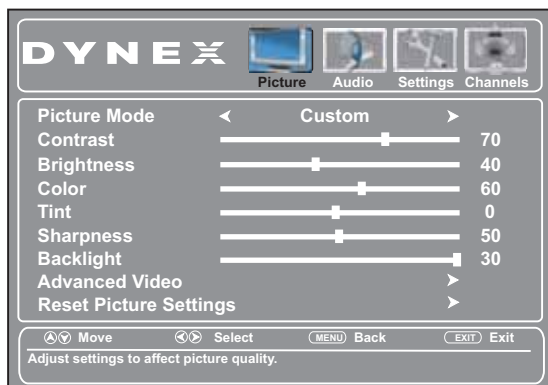 DYNEX
Picture Audio Settings Channels
Picture Mode Custom
Contrast 70
Brightness 40
Color 60
Tint 0
Sharpness 50
Backlight 30
Advanced Video
Reset Picture Settings
Move Select MENU Back EXIT Exit
Adjust settings to affect picture quality.